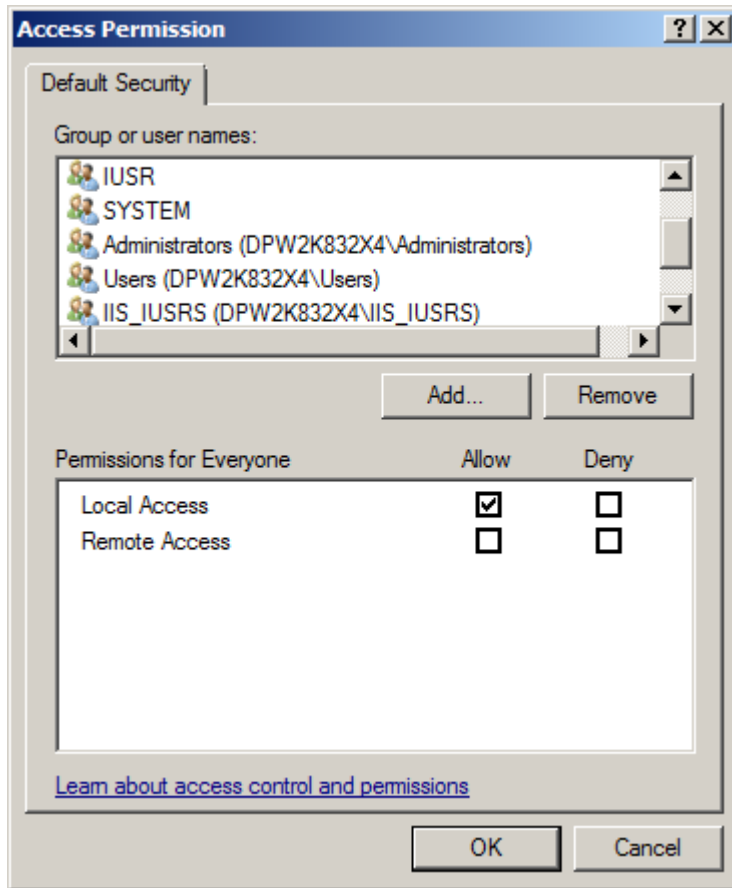 Access Permission
Default Security
Group or user names:
IUSR
SYSTEM
Administrators (DPW2K832X4\Administrators)
Users (DPW2K832X4\Users)
IIS_IUSRS (DPW2K832X4\IIS_IUSRS)
Add... Remove
Permissions for Everyone Allow Deny
Local Access
Remote Access
Learn about access control and permissions
OK Cancel